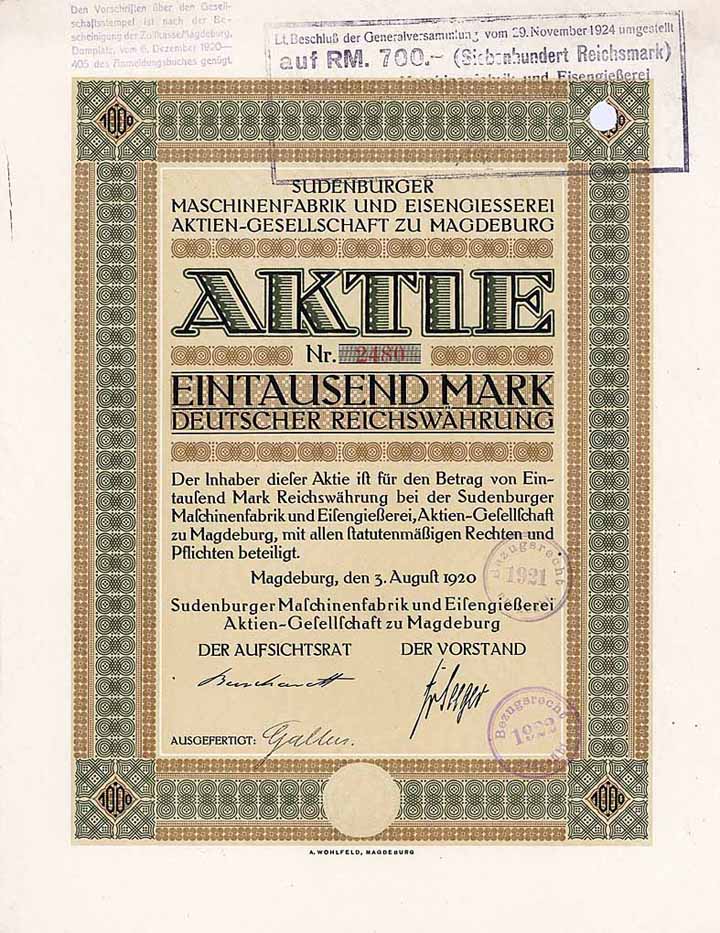 Den Vorschriften über den Gesell-
schaftsstempel ist nach der Be-
scheinigung der Zollkasse Magdeburg,
Domplatz, vom 6. Dezember 1920—
405 des Anmeldungsbuches genügt.
Lt. Beschluß der Generalversammlung vom 29. November 1924 umgestellt
auf RM. 700.- (Siebenhundert Reichsmark)
Maschinenfabrik und Eisengießerei
1000
SUDENBURGER
MASCHINENFABRIK UND EISENGIESSEREI
AKTIEN-GESELLSCHAFT ZU MAGDEBURG
AKTIE
Nr. 2480
EINTAUSEND MARK
DEUTSCHER REICHSWÄHRUNG
Der Inhaber dieſer Aktie iſt für den Betrag von Ein-
tauſend Mark Reichswährung bei der Sudenburger
Maſchinenfabrik und Eiſengießerei, Aktien-Geſellſchaft
zu Magdeburg, mit allen ſtatutenmäßigen Rechten und
Pflichten beteiligt.
Bezugsrecht
1921
Magdeburg, den 3. Auguſt 1920
Sudenburger Maſchinenfabrik und Eiſengießerei
Aktien-Geſellſchaft zu Magdeburg
DER AUFSICHTSRAT DER VORSTAND
Bezugsrecht
1922
AUSGEFERTIGT:
1000 1000
A. WOHLFELD, MAGDEBURG